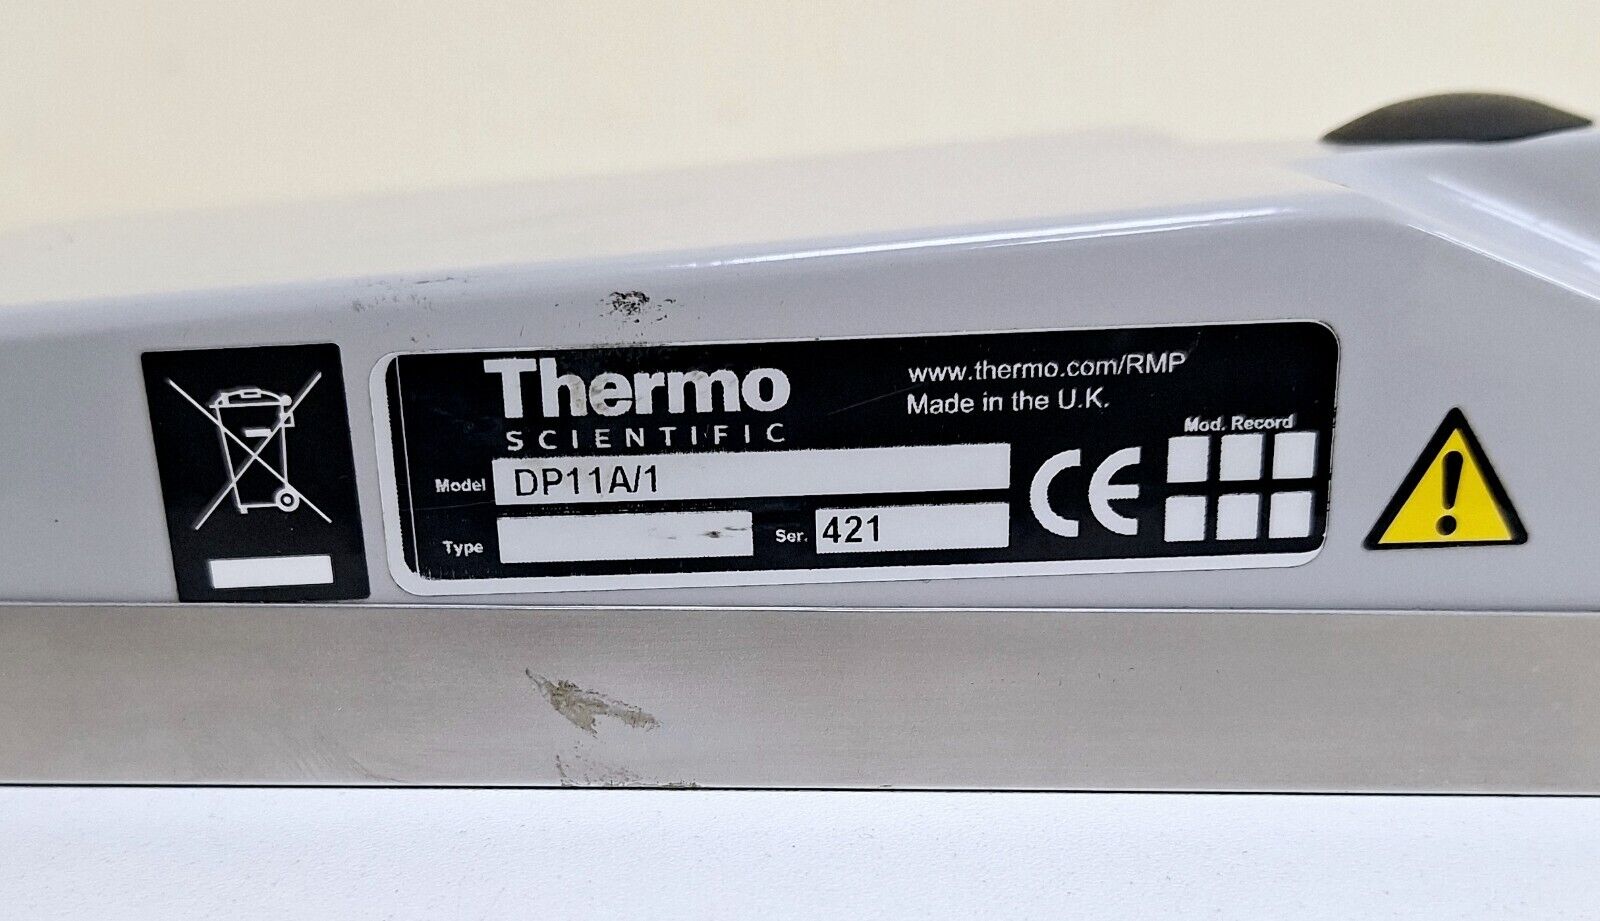 Thermo
SCIENTIFIC
www.thermo.com/RMP
Made in the U.K.
Mod. Record
Model DP11A/1
CE
Type
Ser. 421